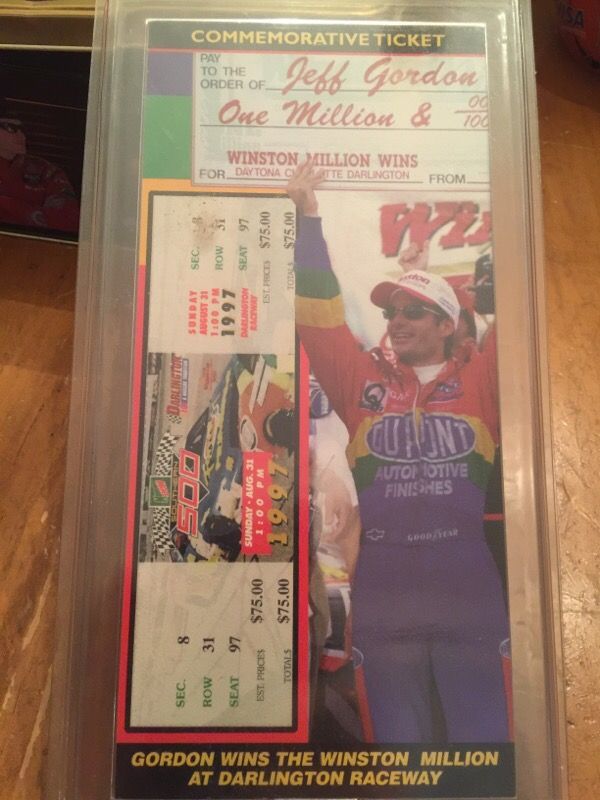 COMMEMORATIVE TICKET
PAY
TO THE
ORDER OF Jeff Gordon
One Million & 00
100
WINSTON MILLION WINS
FOR DAYTONA DARLINGTON FROM
SEC. 8
ROW 31
SEAT 97
EST. PRICES $75.00
TOTALS $75.00
SUNDAY
AUGUST 31
1:00 PM
1997
DARLINGTON
RACEWAY
DARLINGTON
500
SUNDAY • AUG. 31
1:00 PM
1997
SEC. 8
ROW 31
SEAT 97
EST. PRICES $75.00
TOTALS $75.00
DUPONT
AUTOMOTIVE
FINISHES
GOODYEAR
GORDON WINS THE WINSTON MILLION
AT DARLINGTON RACEWAY
VISA